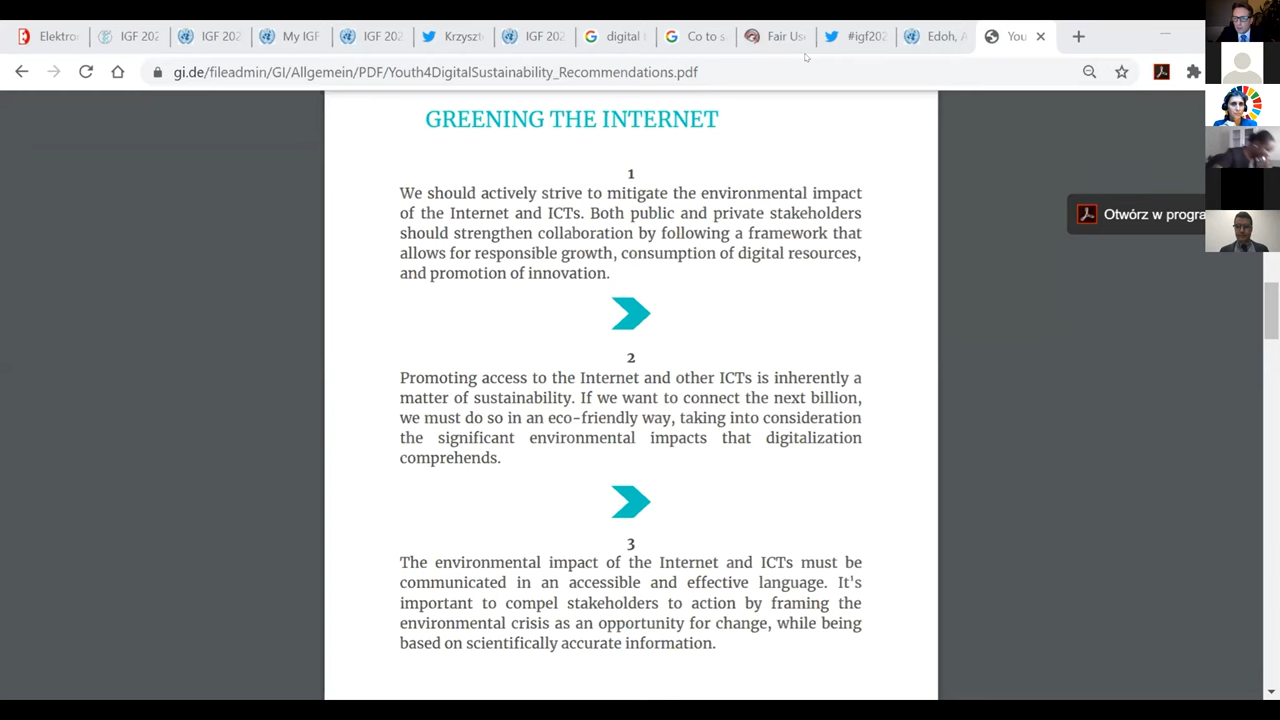 Elektro
IGF 202
IGF 202
My IGF
IGF 202
Krzyszt
IGF 202
digital
Co to s
Fair Us
#igf202
Edoh, A
You
gi.de/fileadmin/GI/Allgemein/PDF/Youth4DigitalSustainability_Recommendations.pdf
GREENING THE INTERNET
1
We should actively strive to mitigate the environmental impact
of the Internet and ICTs. Both public and private stakeholders
should strengthen collaboration by following a framework that
allows for responsible growth, consumption of digital resources,
and promotion of innovation.
2
Promoting access to the Internet and other ICTs is inherently a
matter of sustainability. If we want to connect the next billion,
we must do so in an eco-friendly way, taking into consideration
the significant environmental impacts that digitalization
comprehends.
3
The environmental impact of the Internet and ICTs must be
communicated in an accessible and effective language. It's
important to compel stakeholders to action by framing the
environmental crisis as an opportunity for change, while being
based on scientifically accurate information.
Otwórz w progra